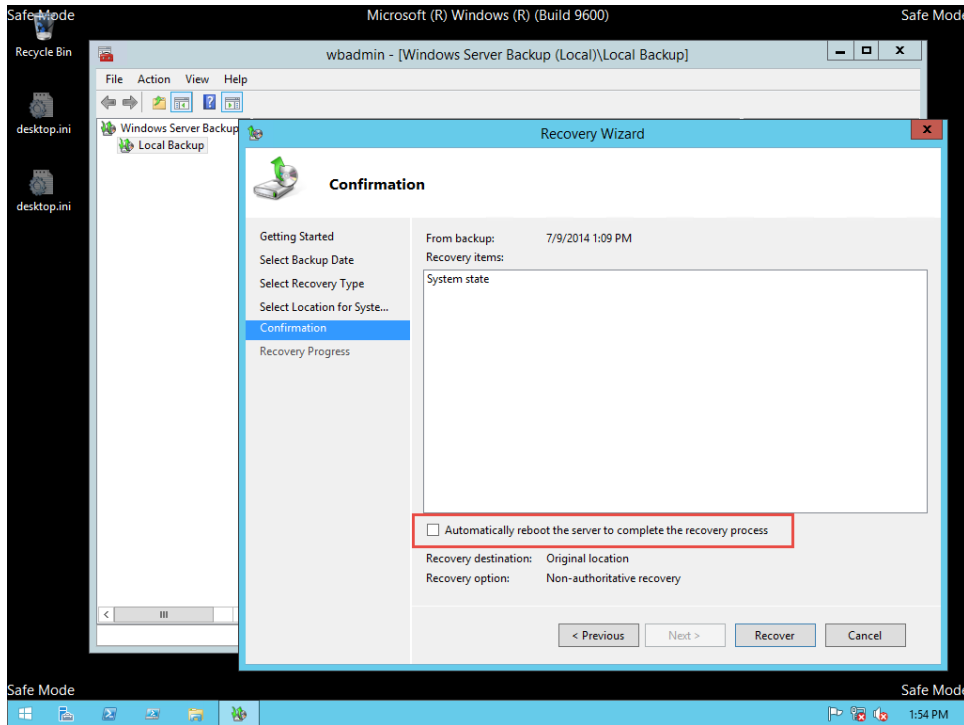 Safe Mode
Microsoft (R) Windows (R) (Build 9600)
Safe Mode
Recycle Bin
wbadmin - [Windows Server Backup (Local)\Local Backup]
File Action View Help
desktop.ini
Windows Server Backup
Local Backup
Recovery Wizard
Confirmation
desktop.ini
Getting Started
Select Backup Date
Select Recovery Type
Select Location for Syste...
Confirmation
Recovery Progress
From backup: 7/9/2014 1:09 PM
Recovery items:
System state
Automatically reboot the server to complete the recovery process
Recovery destination: Original location
Recovery option: Non-authoritative recovery
< Previous
Next >
Recover
Cancel
Safe Mode
Safe Mode
1:54 PM